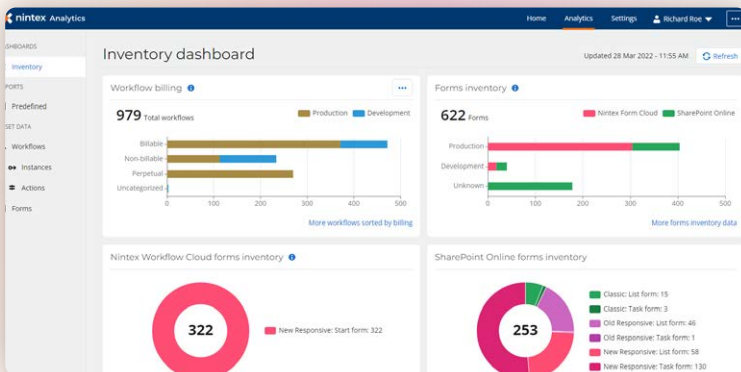 nintex Analytics
Home Analytics Settings Richard Roe
Inventory dashboard
Updated 28 Mar 2022 - 11:55 AM Refresh
Inventory
Predefined
Workflows
Instances
Actions
Forms
Workflow billing
979 Total workflows
Production Development
Billable
Non-billable
Perpetual
Uncategorized
0 100 200 300 400 500
More workflows sorted by billing
Forms inventory
622 Forms
Nintex Form Cloud SharePoint Online
Production
Development
Unknown
0 100 200 300 400 500
More forms inventory data
Nintex Workflow Cloud forms inventory
322
New Responsive: Start form: 322
SharePoint Online forms inventory
253
Classic: List form: 15
Classic: Task form: 3
Old Responsive: List form: 46
Old Responsive: Task form: 1
New Responsive: List form: 58
New Responsive: Task form: 130